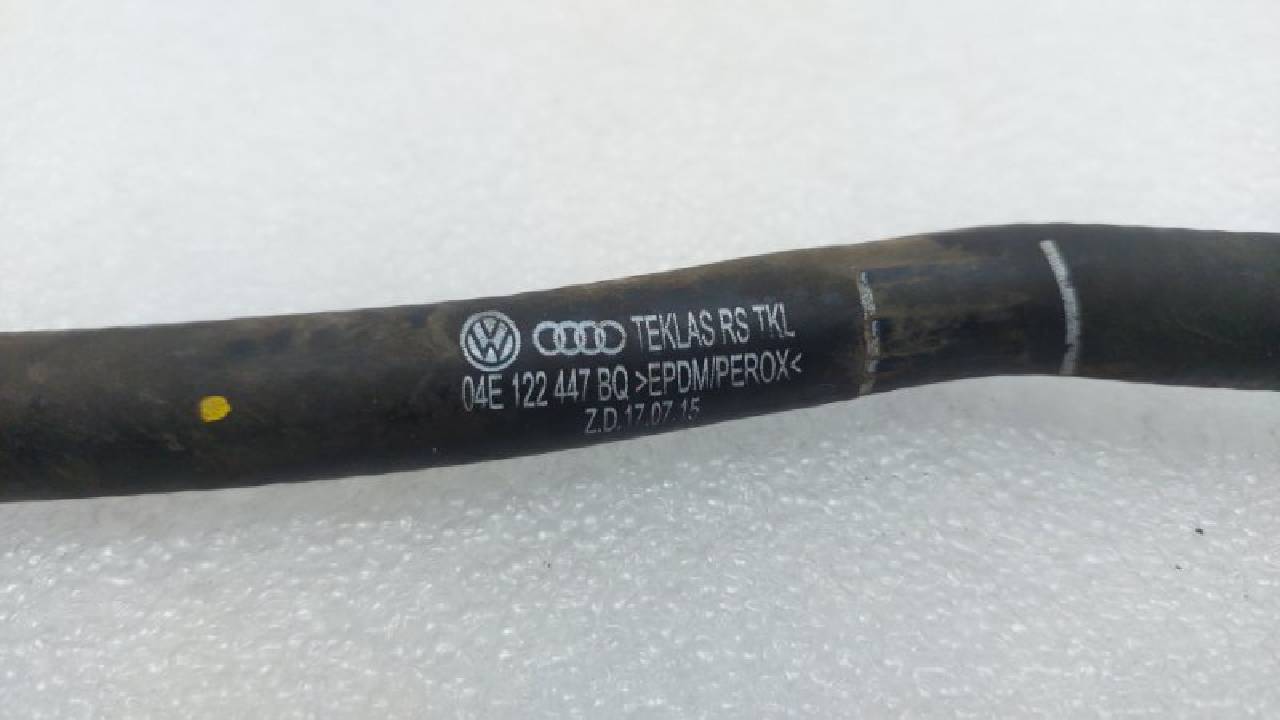 TEKLAS RS TKL
04E 122 447 BQ >EPDM/PEROX<
Z.D.17.07.15